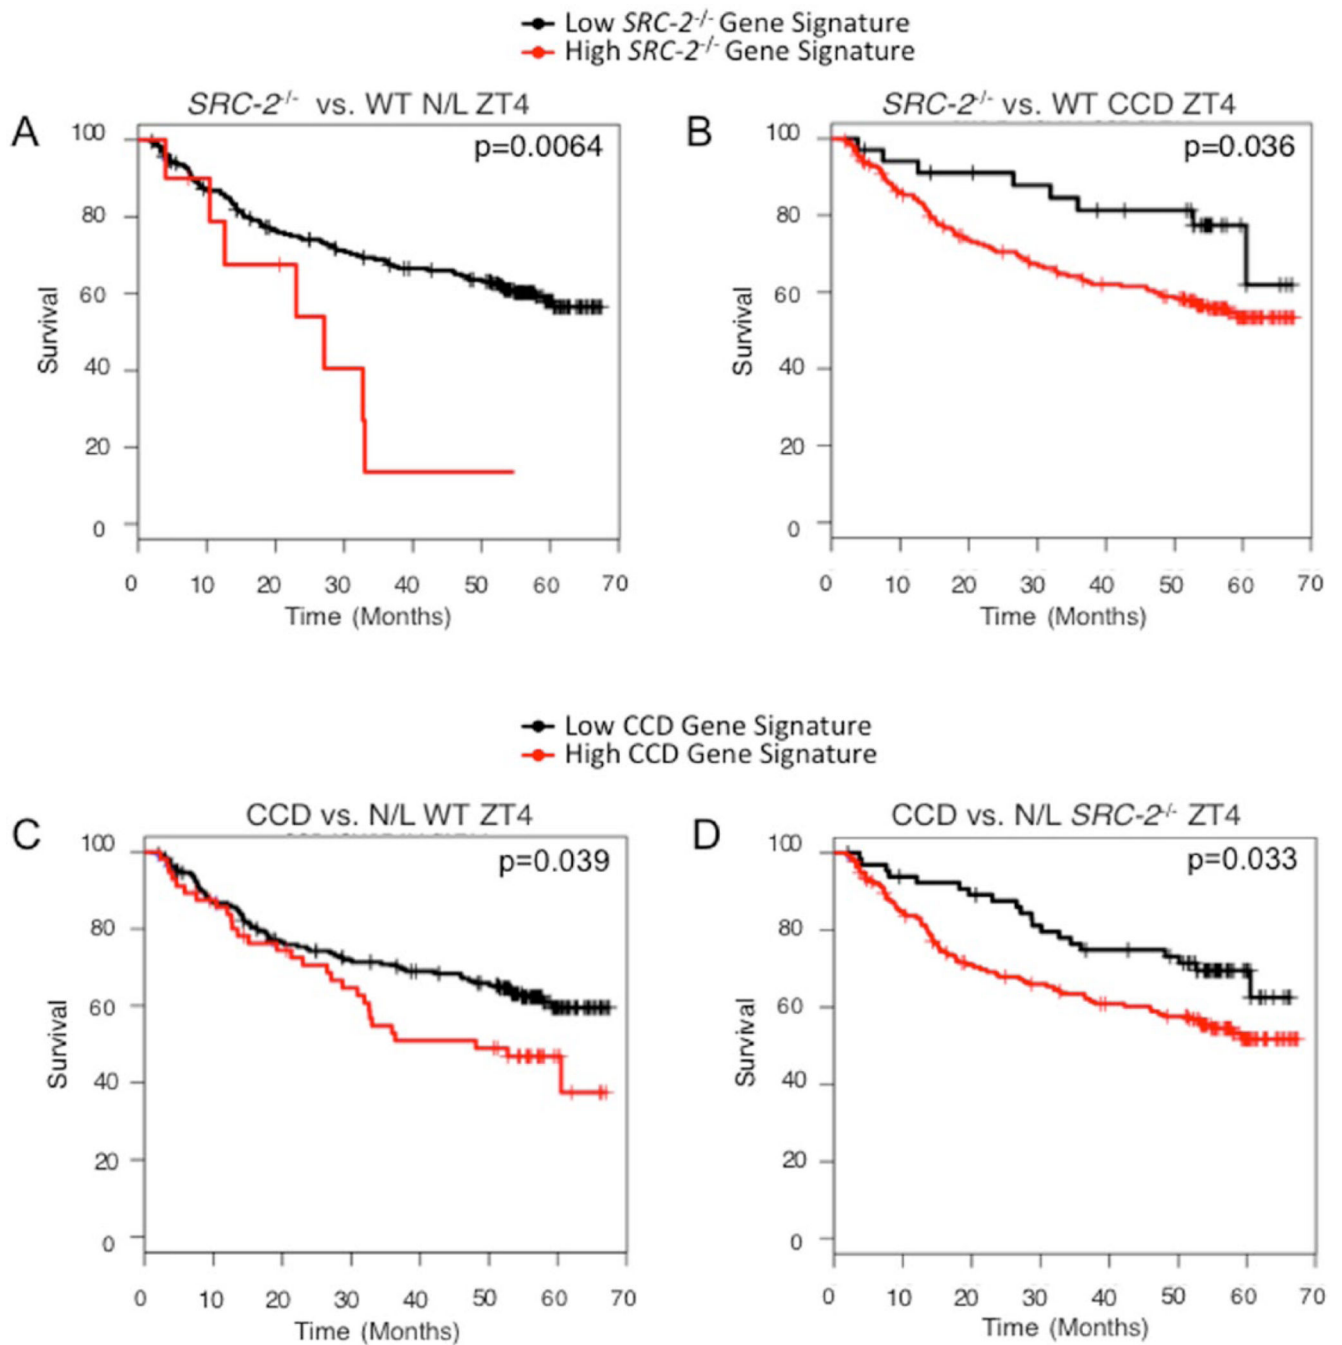 Low SRC-2-/- Gene Signature
High SRC-2-/- Gene Signature
A
SRC-2-/- vs. WT N/L ZT4
p=0.0064
100
80
60
40
20
0
Survival
0 10 20 30 40 50 60 70
Time (Months)
B
SRC-2-/- vs. WT CCD ZT4
p=0.036
100
80
60
40
20
0
Survival
0 10 20 30 40 50 60 70
Time (Months)
Low CCD Gene Signature
High CCD Gene Signature
C
CCD vs. N/L WT ZT4
p=0.039
100
80
60
40
20
0
Survival
0 10 20 30 40 50 60 70
Time (Months)
D
CCD vs. N/L SRC-2-/- ZT4
p=0.033
100
80
60
40
20
0
Survival
0 10 20 30 40 50 60 70
Time (Months)